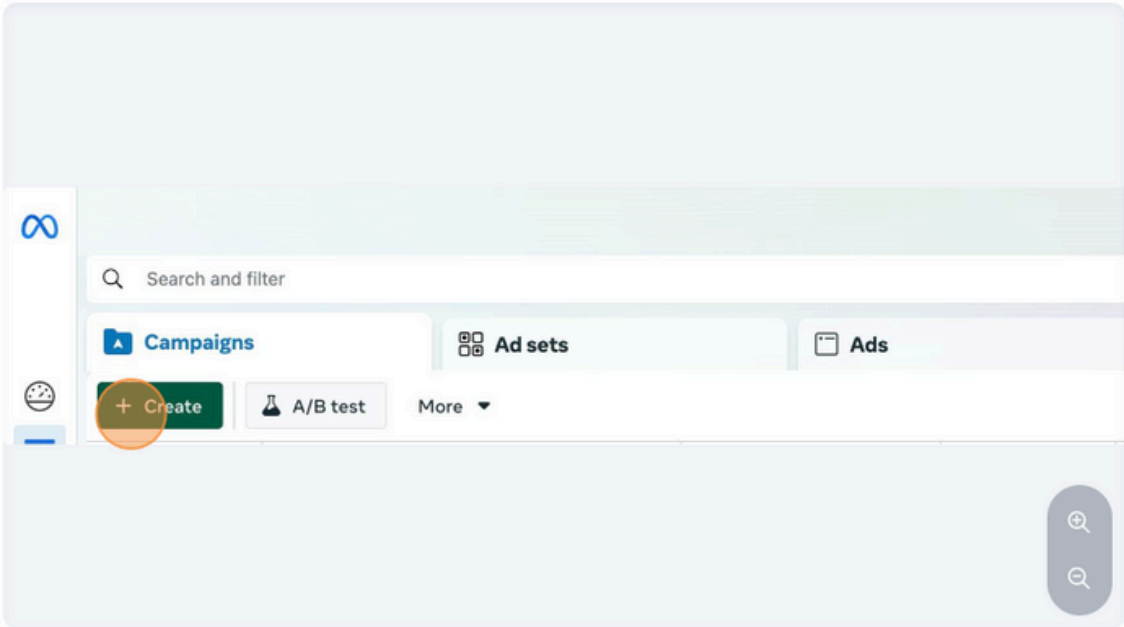 Search and filter
Campaigns
Ad sets
Ads
+ Create
A/B test
More